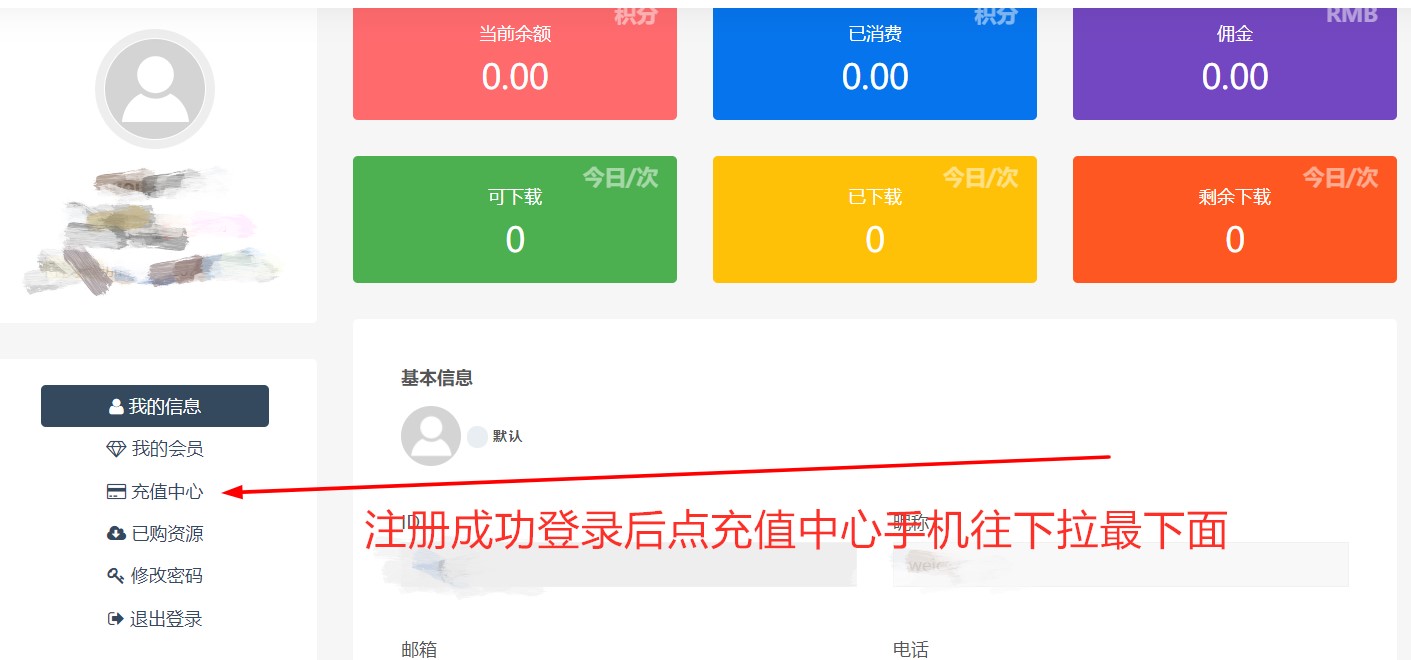 积分
当前余额
0.00
积分
已消费
0.00
RMB
佣金
0.00
今日/次
可下载
0
今日/次
已下载
0
今日/次
剩余下载
0
我的信息
我的会员
充值中心
已购资源
修改密码
退出登录
基本信息
默认
ID
昵称
注册成功登录后点充值中心手机往下拉最下面
邮箱
电话